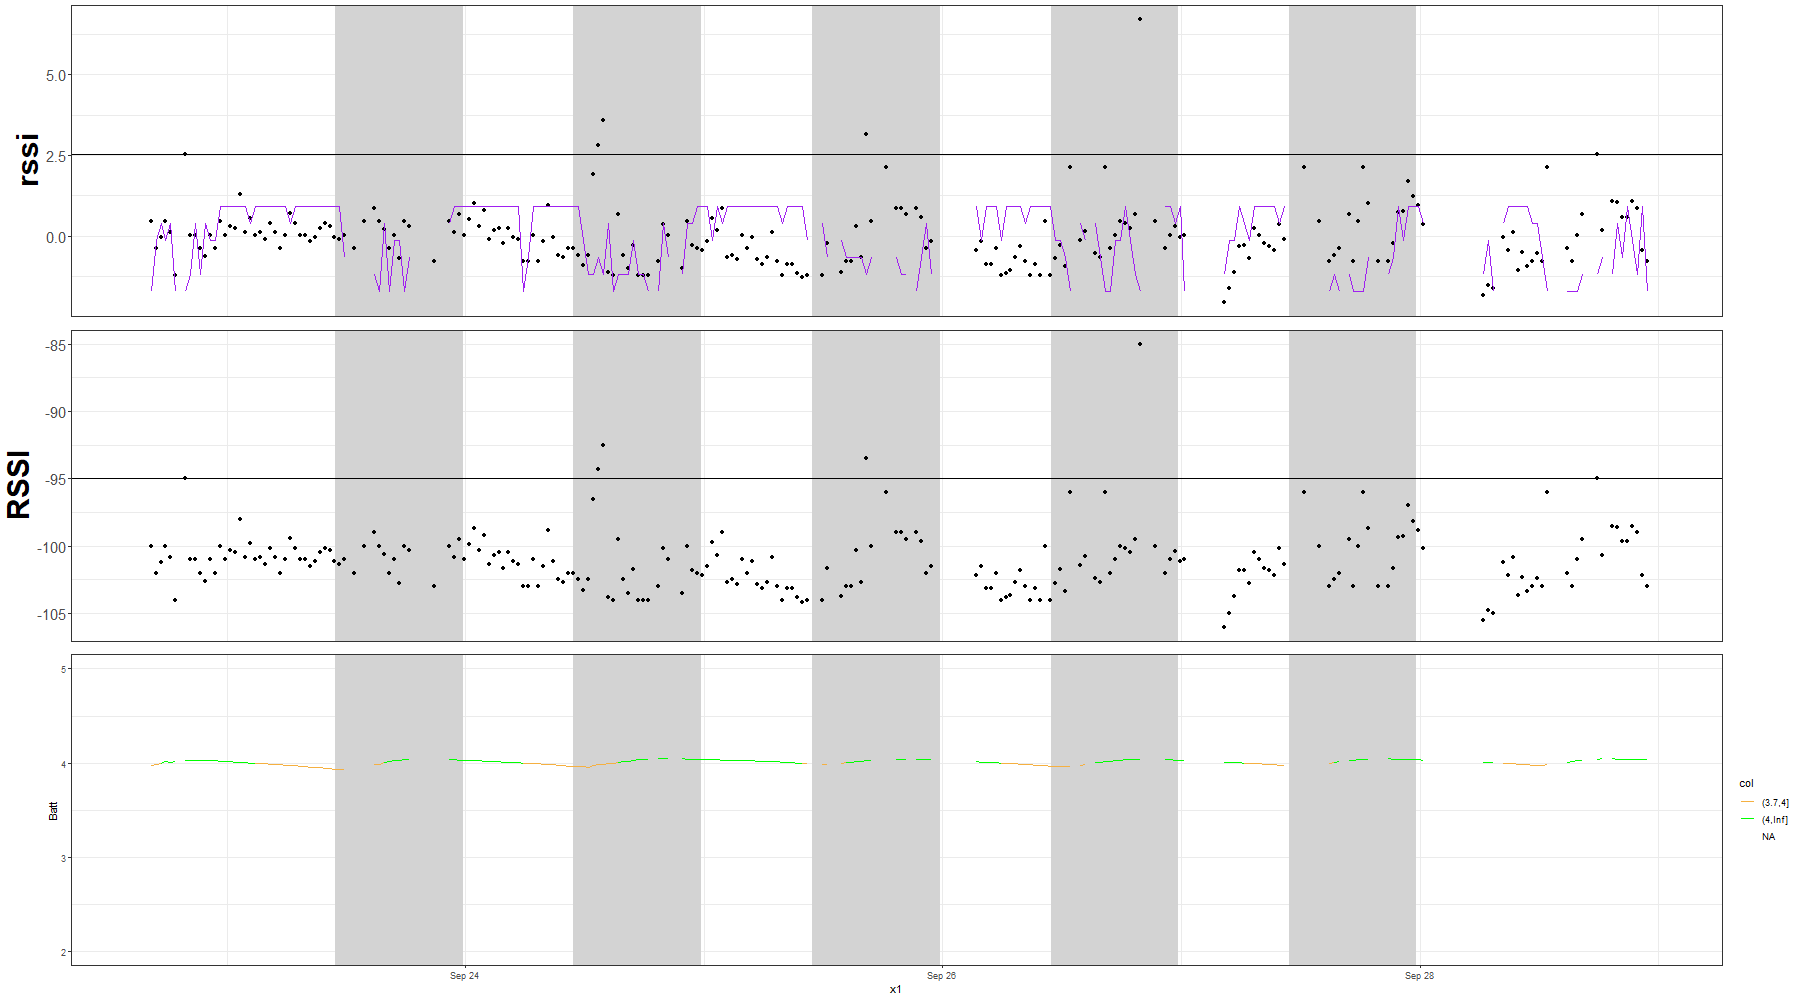 rssi
5.0
2.5
0.0
RSSI
-85
-90
-95
-100
-105
Batt
5
4
3
2
Sep 24
Sep 26
Sep 28
x1
col
(3.7,4]
(4,Inf]
NA